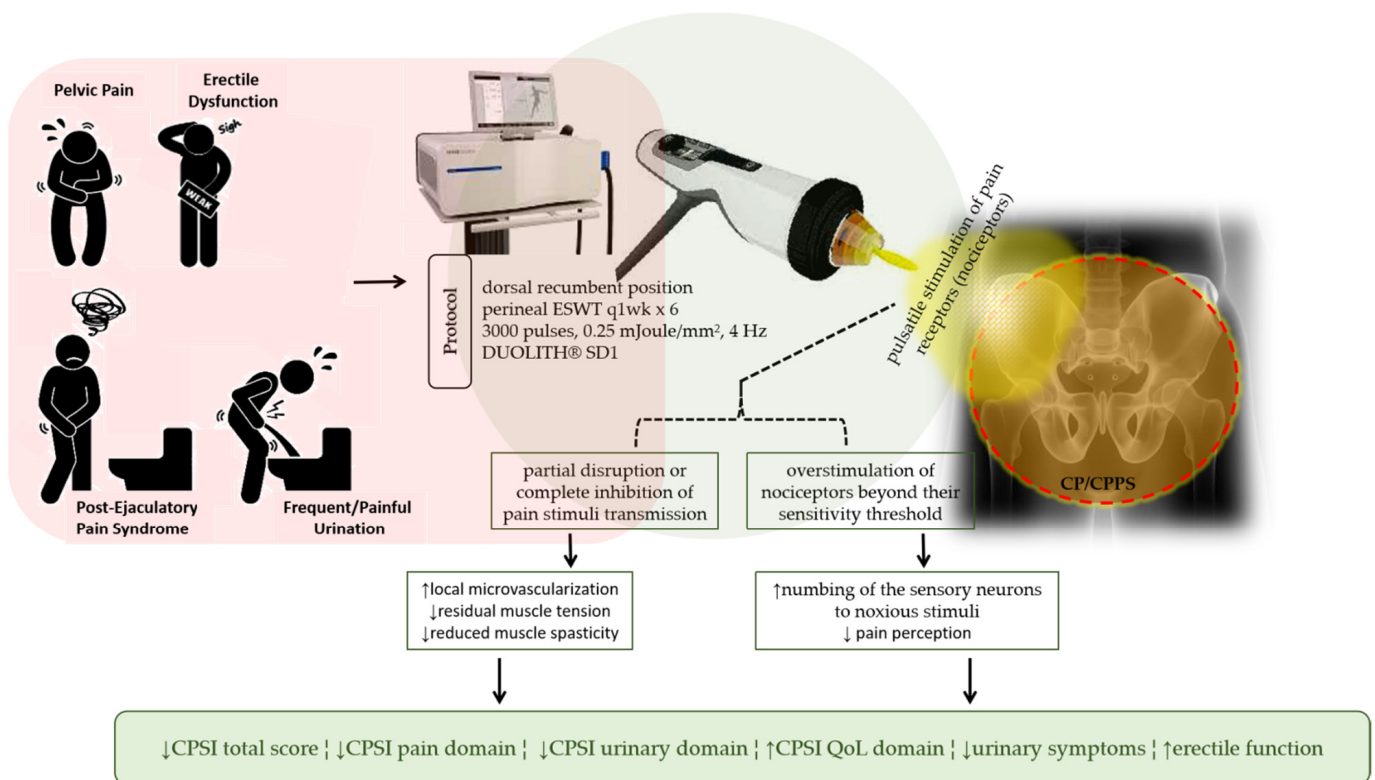 Pelvic Pain
Erectile
Dysfunction
Sigh
WEAK
Post-Ejaculatory
Pain Syndrome
Frequent/Painful
Urination
Protocol
dorsal recumbent position
perineal ESWT q1wk x 6
3000 pulses, 0.25 mJoule/mm², 4 Hz
DUOLITH® SD1
pulsatile stimulation of pain
receptors (nociceptors)
CP/CPPS
partial disruption or
complete inhibition of
pain stimuli transmission
overstimulation of
nociceptors beyond their
sensitivity threshold
↑local microvascularization
↓residual muscle tension
↓reduced muscle spasticity
↑numbing of the sensory neurons
to noxious stimuli
↓ pain perception
↓CPSI total score ¦ ↓CPSI pain domain ¦ ↓CPSI urinary domain ¦ ↑CPSI QoL domain ¦ ↓urinary symptoms ¦ ↑erectile function